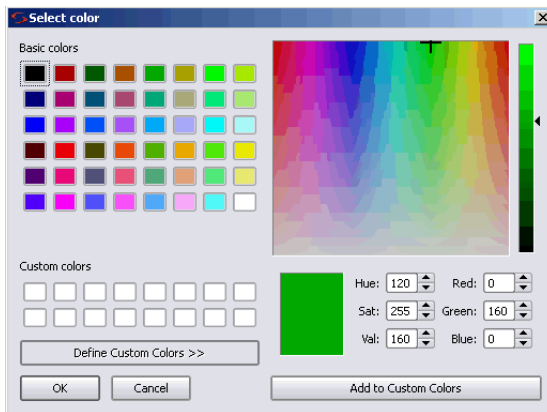 Select color
Basic colors
Custom colors
Define Custom Colors >>
OK Cancel
Hue: 120 Red: 0
Sat: 255 Green: 160
Val: 160 Blue: 0
Add to Custom Colors